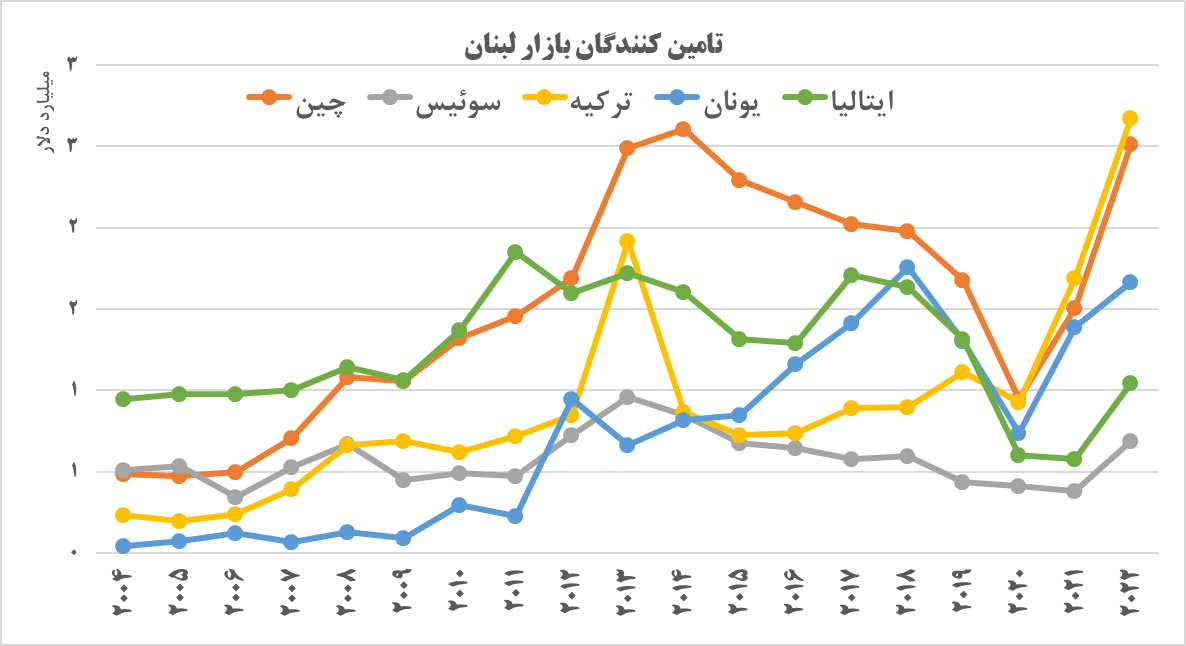 تامین کنندگان بازار لبنان
میلیارد دلار
چین سوئیس ترکیه یونان ایتالیا
۳
۳
۲
۲
۱
۱
۰
۲۰۰۴ ۲۰۰۵ ۲۰۰۶ ۲۰۰۷ ۲۰۰۸ ۲۰۰۹ ۲۰۱۰ ۲۰۱۱ ۲۰۱۲ ۲۰۱۳ ۲۰۱۴ ۲۰۱۵ ۲۰۱۶ ۲۰۱۷ ۲۰۱۸ ۲۰۱۹ ۲۰۲۰ ۲۰۲۱ ۲۰۲۲